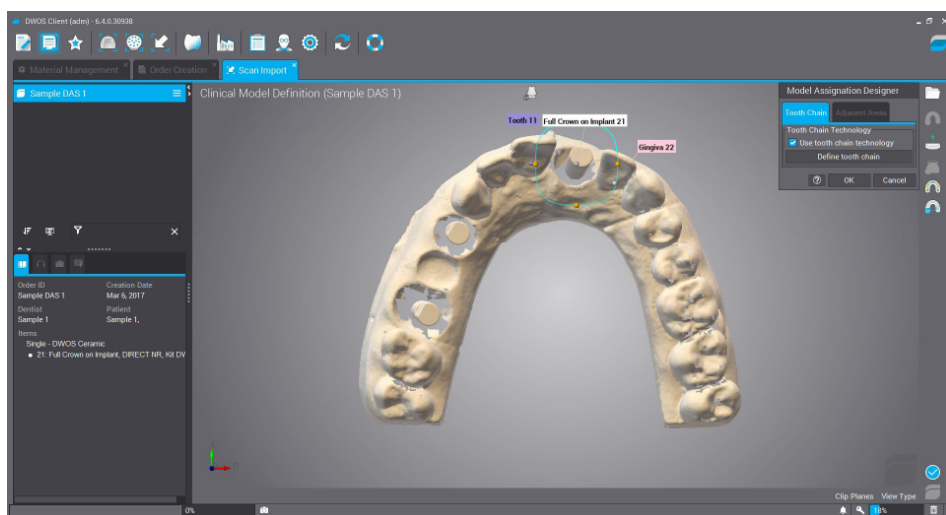 DWOS Client (adm) - 6.4.0.30938
Material Management
Order Creation
Scan Import
Sample DAS 1
Clinical Model Definition (Sample DAS 1)
Tooth 11
Full Crown on Implant 21
Gingiva 22
Model Assignation Designer
Tooth Chain
Adjacent Areas
Tooth Chain Technology
Use tooth chain technology
Define tooth chain
OK
Cancel
Order ID
Creation Date
Sample DAS 1
Mar 6, 2017
Dentist
Patient
Sample 1
Sample 1,
Items
Single - DWOS Ceramic
21: Full Crown on Implant, DIRECT NR, Kit DW
Clip Planes
View Type
0%
18%